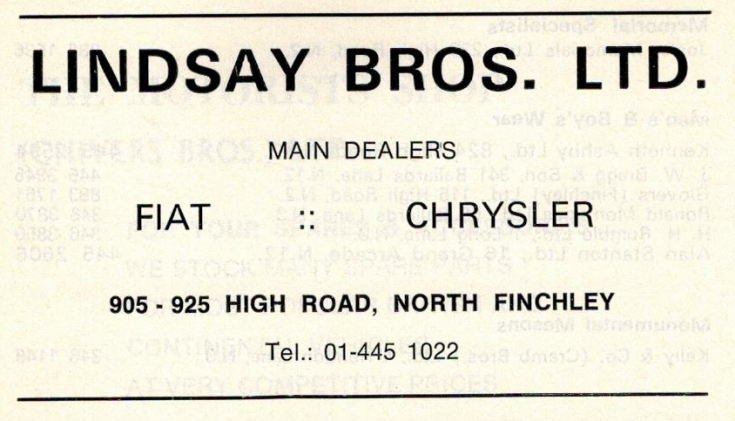 LINDSAY BROS. LTD.
MAIN DEALERS
FIAT :: CHRYSLER
905 - 925 HIGH ROAD, NORTH FINCHLEY
Tel.: 01-445 1022